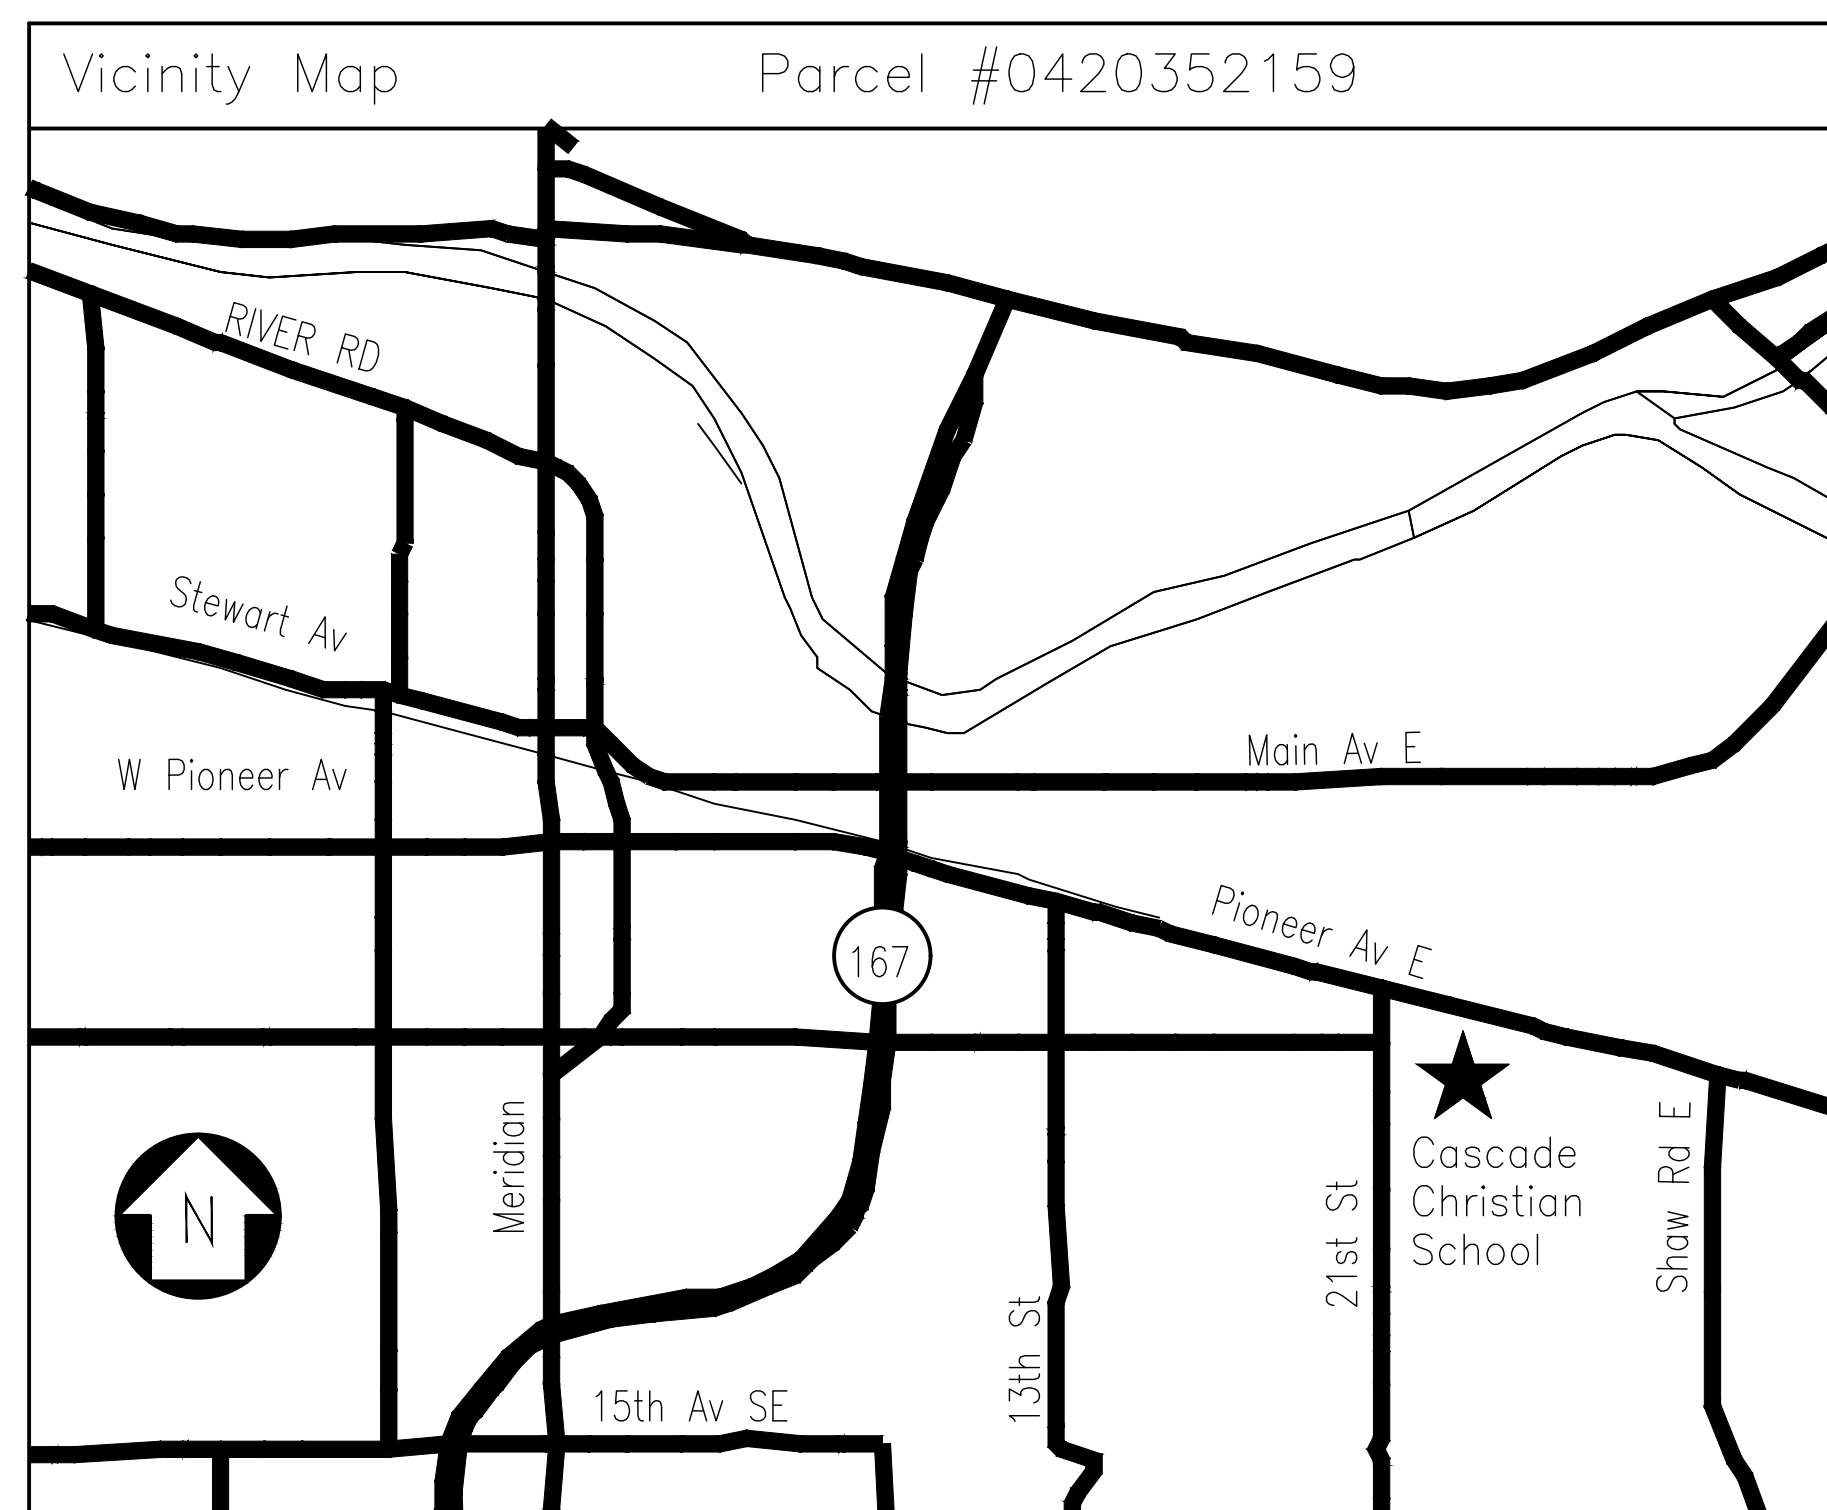 Vicinity Map
Parcel #0420352159
RIVER RD
Stewart Av
Main Av E
W Pioneer Av
Pioneer Av E
167
Cascade
Christian
School
Meridian
N
Shaw Rd E
21st St
13th St
15th Av SE